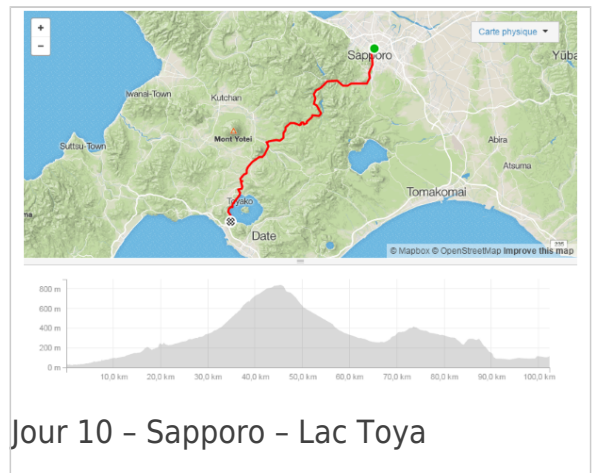 +
−
Carte physique
Sapporo
Yūba
Iwanai-Town
Kutchan
Mont Yotei
Suttsu-Town
Abira
Atsuma
Tomakomai
Toyako
Date
© Mapbox © OpenStreetMap Improve this map
800 m
600 m
400 m
200 m
0 m
10,0 km 20,0 km 30,0 km 40,0 km 50,0 km 60,0 km 70,0 km 80,0 km 90,0 km 100,0 km
Jour 10 – Sapporo – Lac Toya